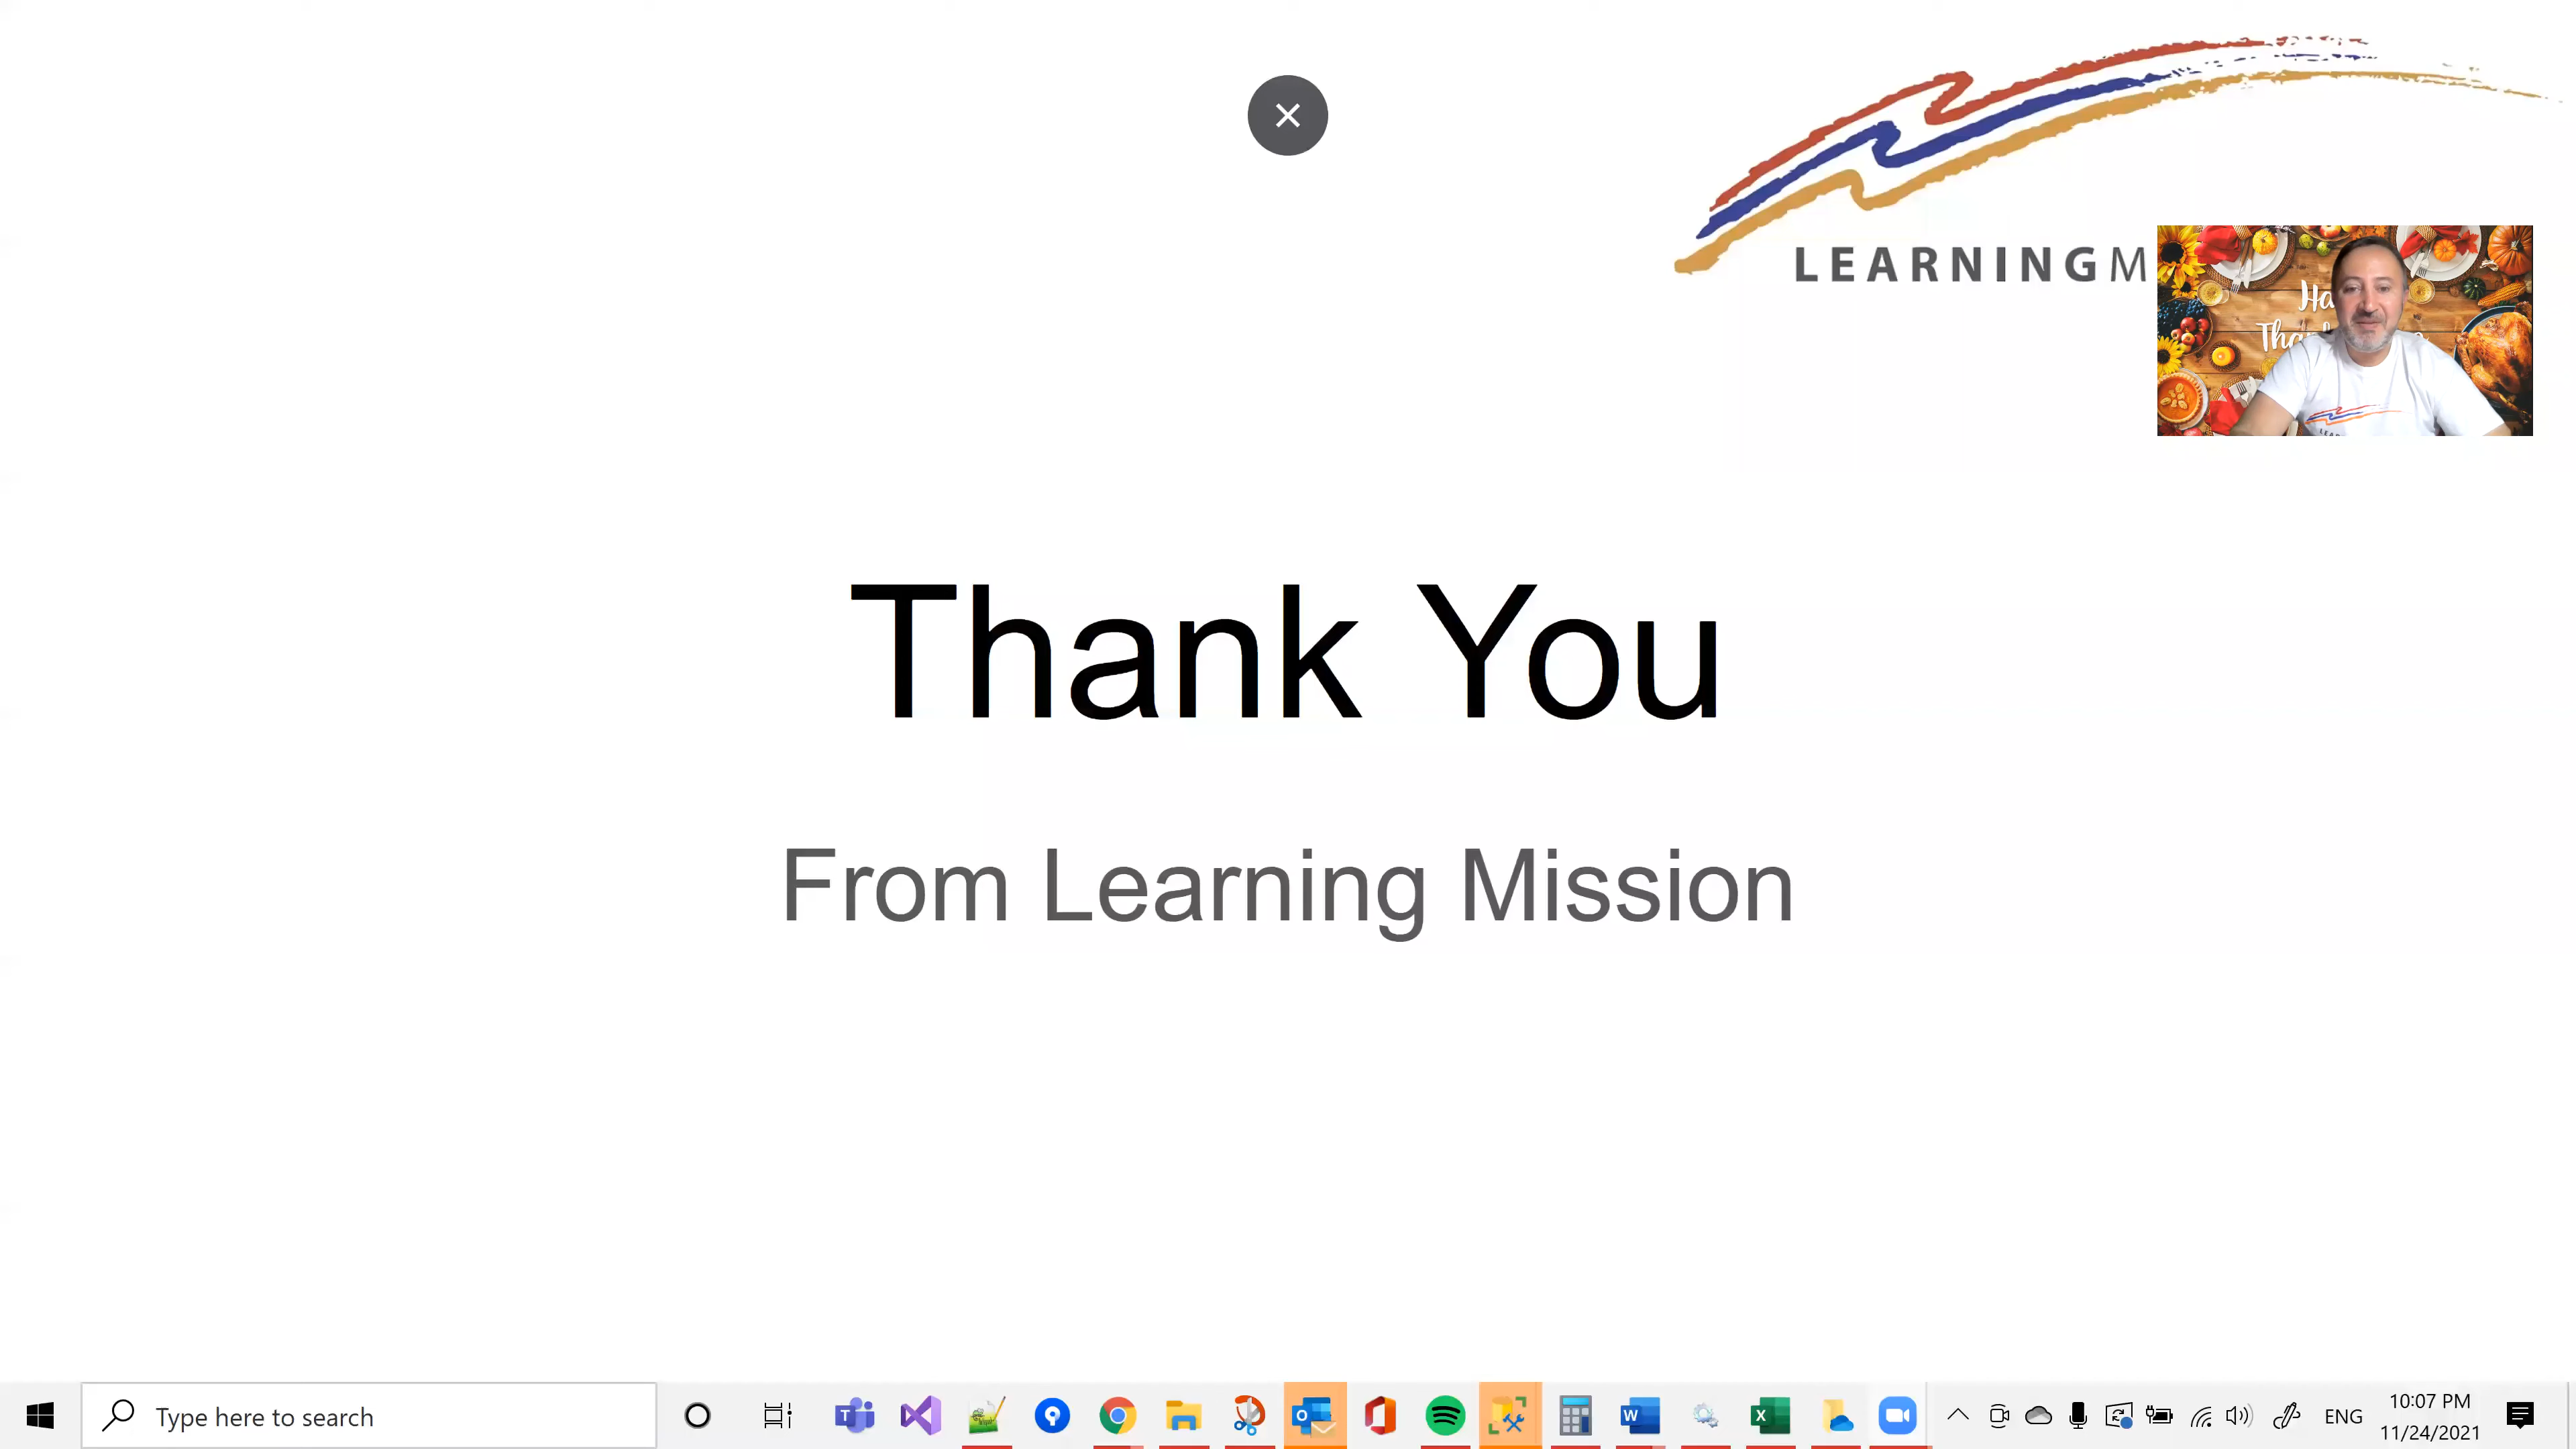 LEARNINGM
Thank You
From Learning Mission
Type here to search
ENG
10:07 PM
11/24/2021